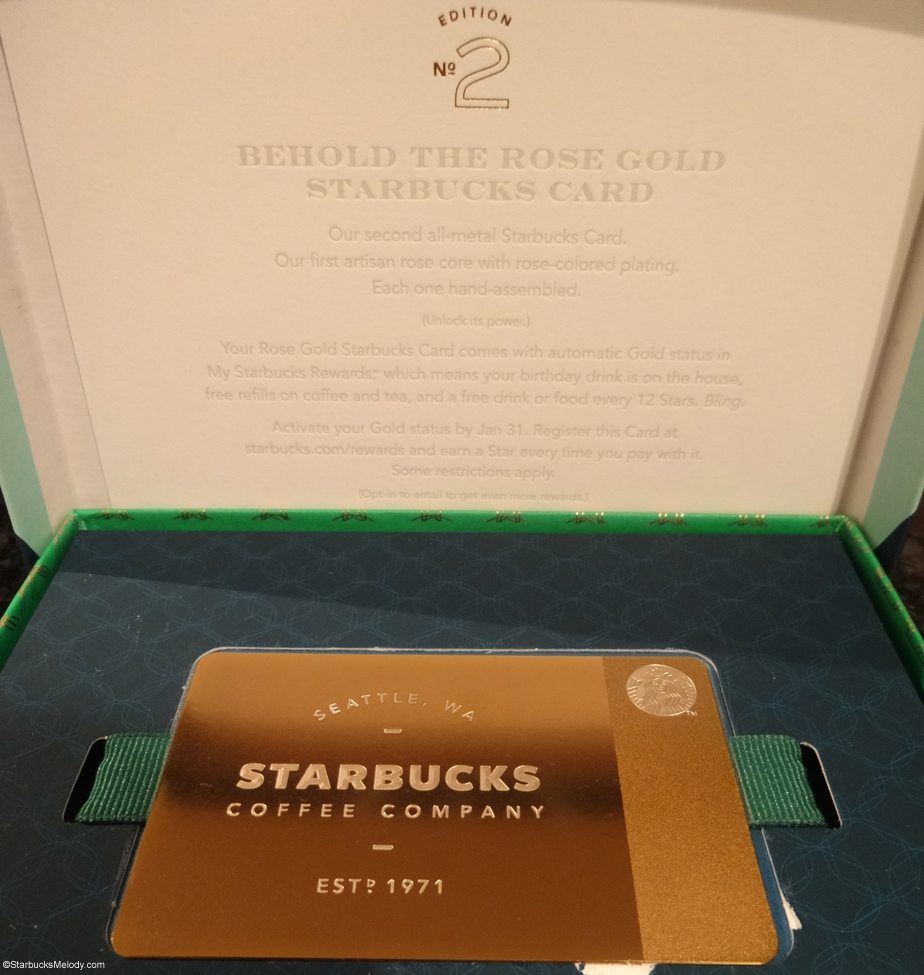 EDITION
Nº2
BEHOLD THE ROSE GOLD
STARBUCKS CARD
Our second all-metal Starbucks Card.
Our first artisan rose core with rose-colored plating.
Each one hand-assembled.
(Unlock its power.)
Your Rose Gold Starbucks Card comes with automatic Gold status in
My Starbucks Rewards,™ which means your birthday drink is on the house,
free refills on coffee and tea, and a free drink or food every 12 Stars. Bling.
Activate your Gold status by Jan 31. Register this Card at
starbucks.com/rewards and earn a Star every time you pay with it.
Some restrictions apply.
(Opt-in to email to get even more rewards.)
SEATTLE, WA
STARBUCKS
COFFEE COMPANY
ESTD 1971
©StarbucksMelody.com